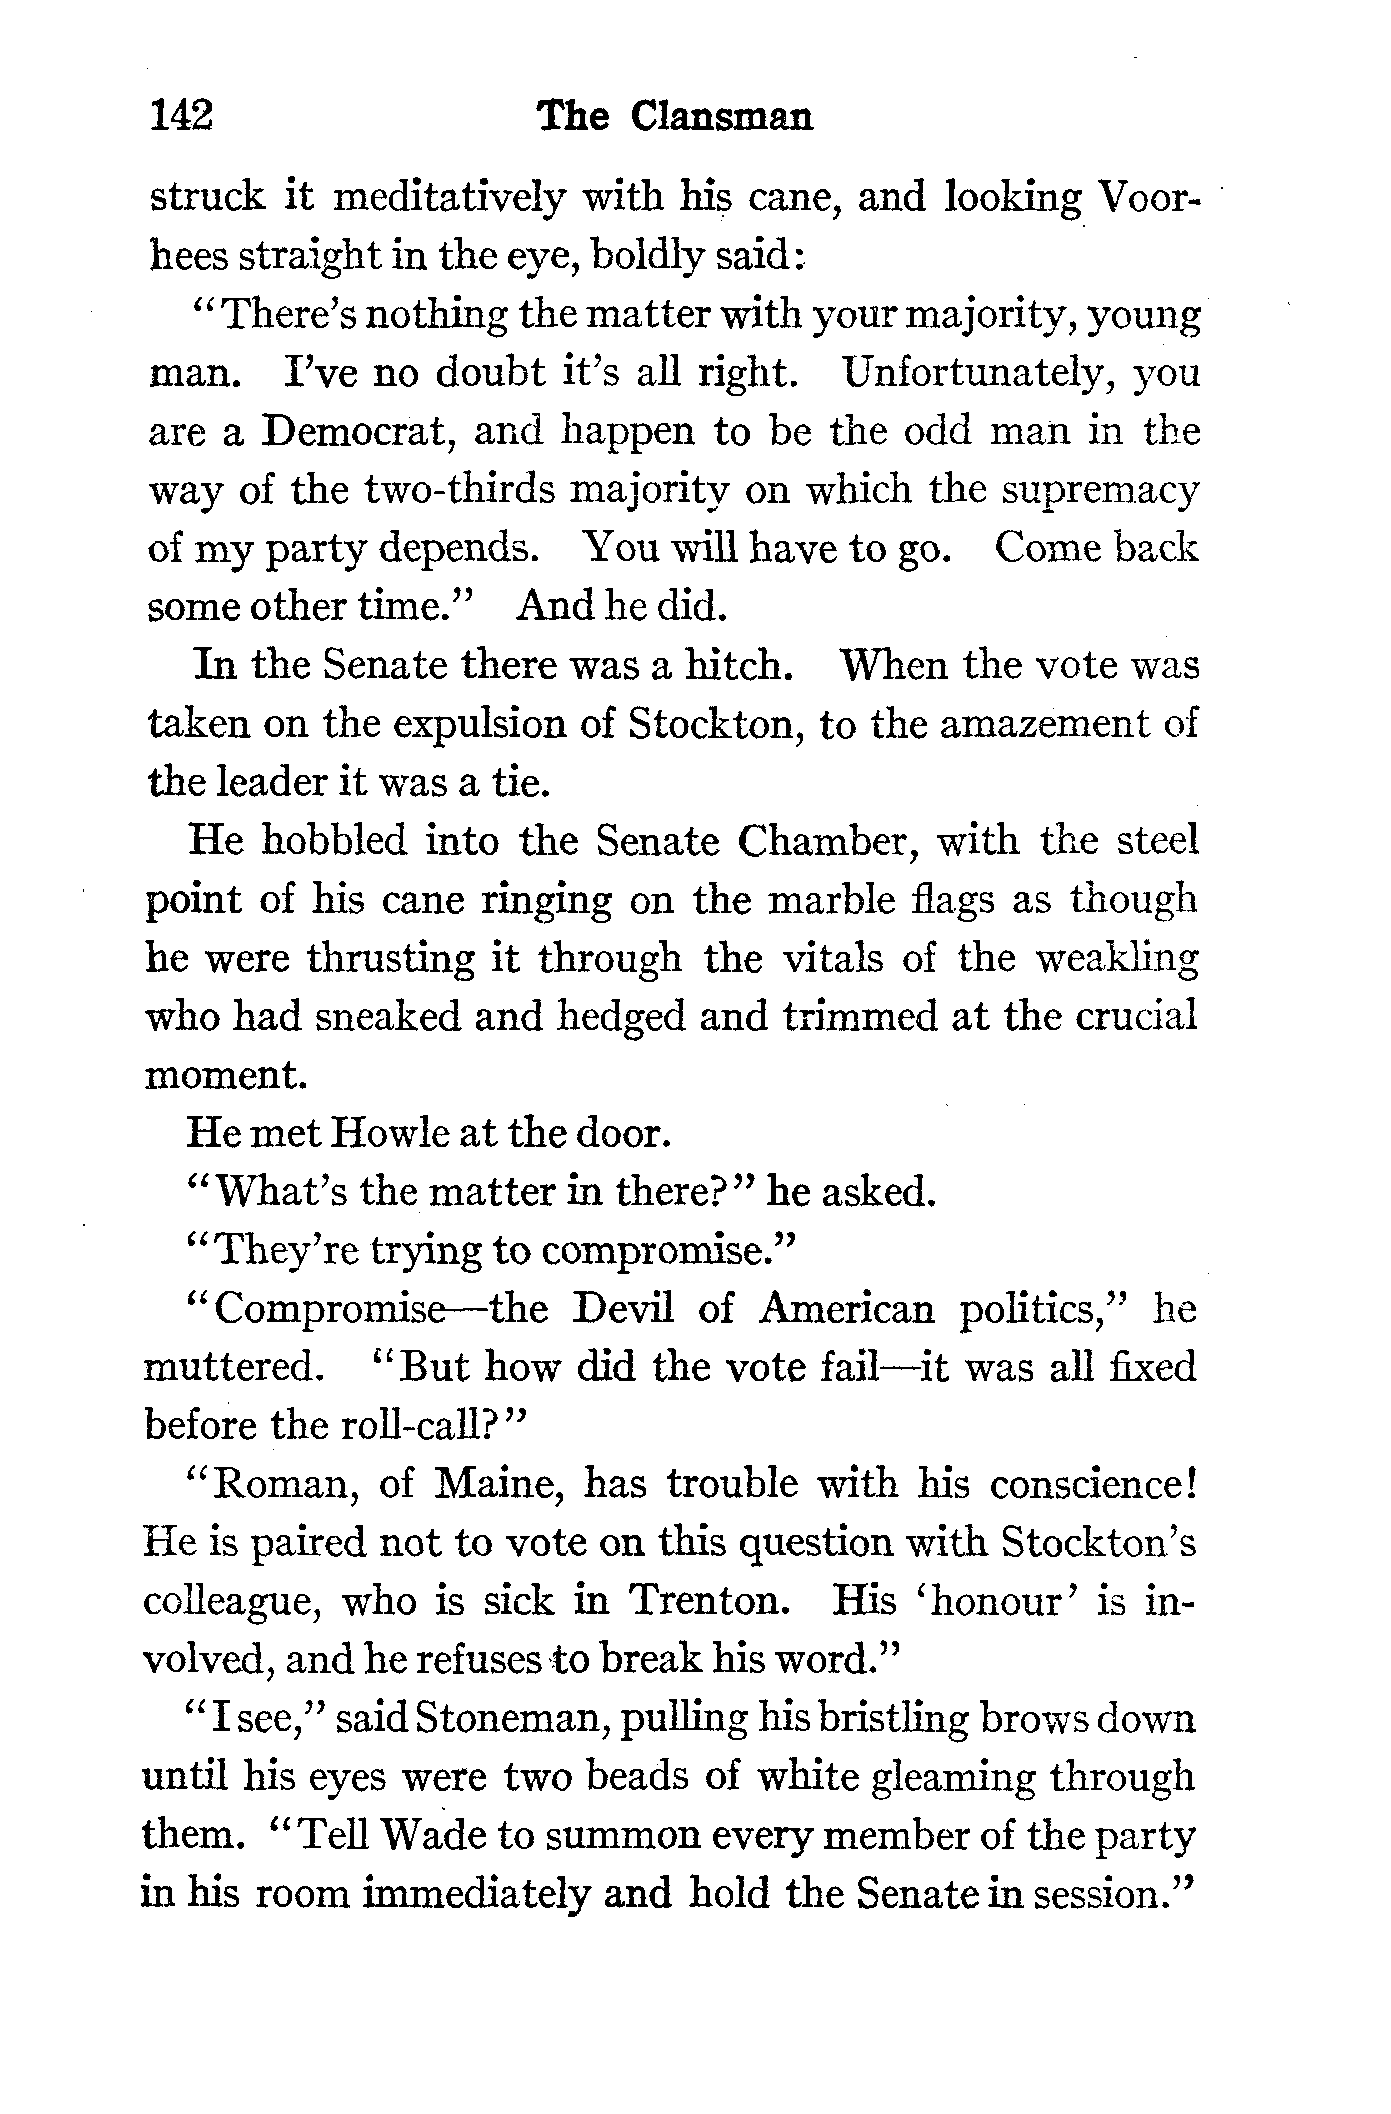 142 The Clansman
struck it meditatively with his cane, and looking Voor-
hees straight in the eye, boldly said:
"There's nothing the matter with your majority, young
man. I've no doubt it's all right. Unfortunately, you
are a Democrat, and happen to be the odd man in the
way of the two-thirds majority on which the supremacy
of my party depends. You will have to go. Come back
some other time." And he did.
In the Senate there was a hitch. When the vote was
taken on the expulsion of Stockton, to the amazement of
the leader it was a tie.
He hobbled into the Senate Chamber, with the steel
point of his cane ringing on the marble flags as though
he were thrusting it through the vitals of the weakling
who had sneaked and hedged and trimmed at the crucial
moment.
He met Howle at the door.
"What's the matter in there?" he asked.
"They're trying to compromise."
"Compromise—the Devil of American politics," he
muttered. "But how did the vote fail—it was all fixed
before the roll-call?"
"Roman, of Maine, has trouble with his conscience!
He is paired not to vote on this question with Stockton's
colleague, who is sick in Trenton. His 'honour' is in-
volved, and he refuses to break his word."
"I see," said Stoneman, pulling his bristling brows down
until his eyes were two beads of white gleaming through
them. "Tell Wade to summon every member of the party
in his room immediately and hold the Senate in session."